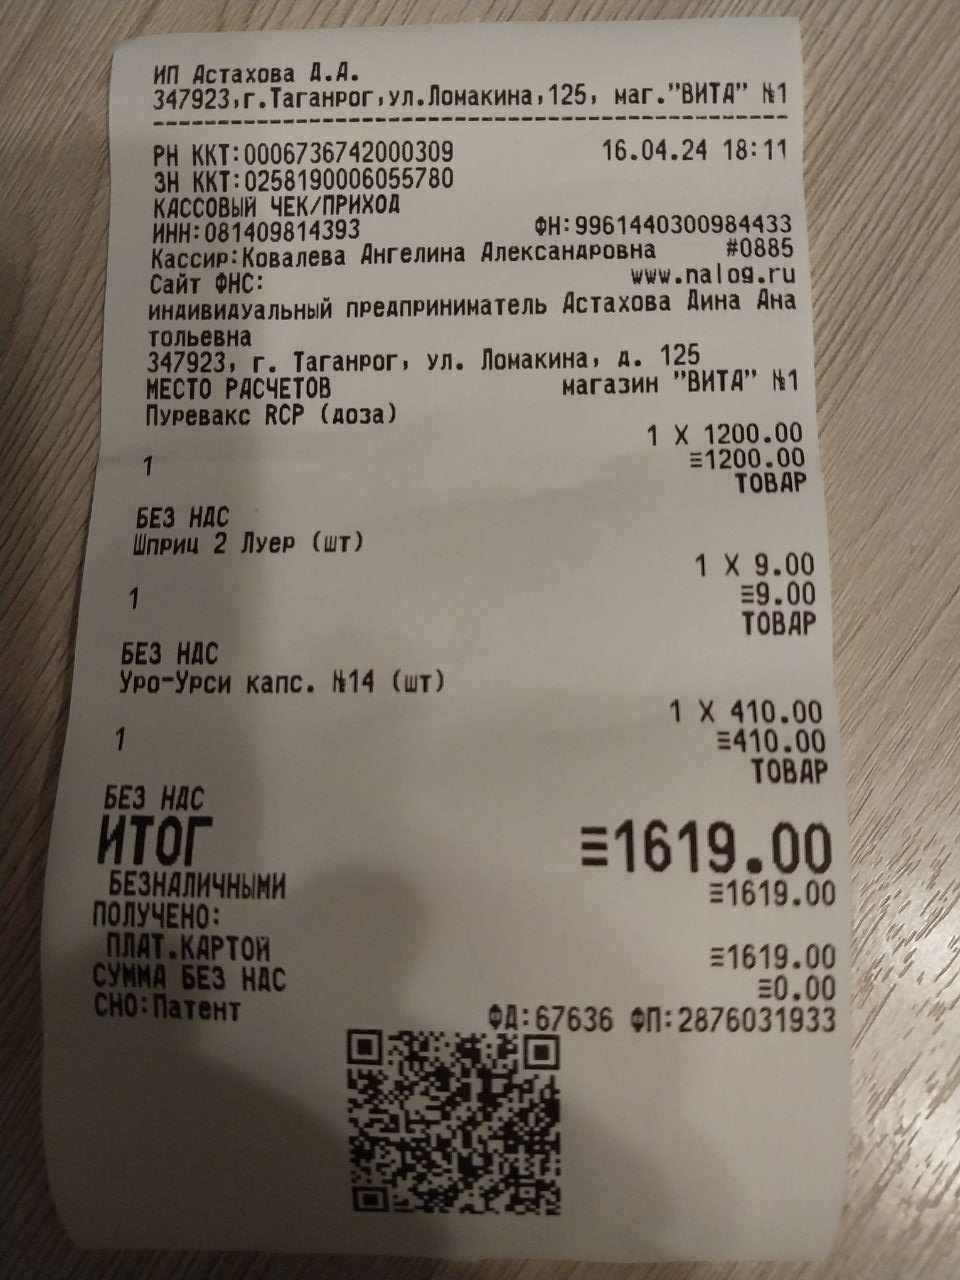 ИП Астахова Д.А.
347923,г.Таганрог,ул.Ломакина,125, маг."ВИТА" №1
РН ККТ:0006736742000309 16.04.24 18:11
ЗН ККТ:0258190006055780
КАССОВЫЙ ЧЕК/ПРИХОД
ИНН:081409814393 ФН:9961440300984433
Кассир:Ковалева Ангелина Александровна #0885
Сайт ФНС: www.nalog.ru
индивидуальный предприниматель Астахова Дина Ана
тольевна
347923, г. Таганрог, ул. Ломакина, д. 125
МЕСТО РАСЧЕТОВ магазин "ВИТА" №1
Пуревакс RCP (доза)
1 X 1200.00
1 ≡1200.00
ТОВАР
БЕЗ НДС
Шприц 2 Луер (шт)
1 X 9.00
1 ≡9.00
ТОВАР
БЕЗ НДС
Уро-Урси капс. №14 (шт)
1 X 410.00
1 ≡410.00
ТОВАР
БЕЗ НДС
ИТОГ ≡1619.00
БЕЗНАЛИЧНЫМИ ≡1619.00
ПОЛУЧЕНО:
ПЛАТ.КАРТОЙ ≡1619.00
СУММА БЕЗ НДС ≡0.00
СНО:Патент ФД:67636 ФП:2876031933